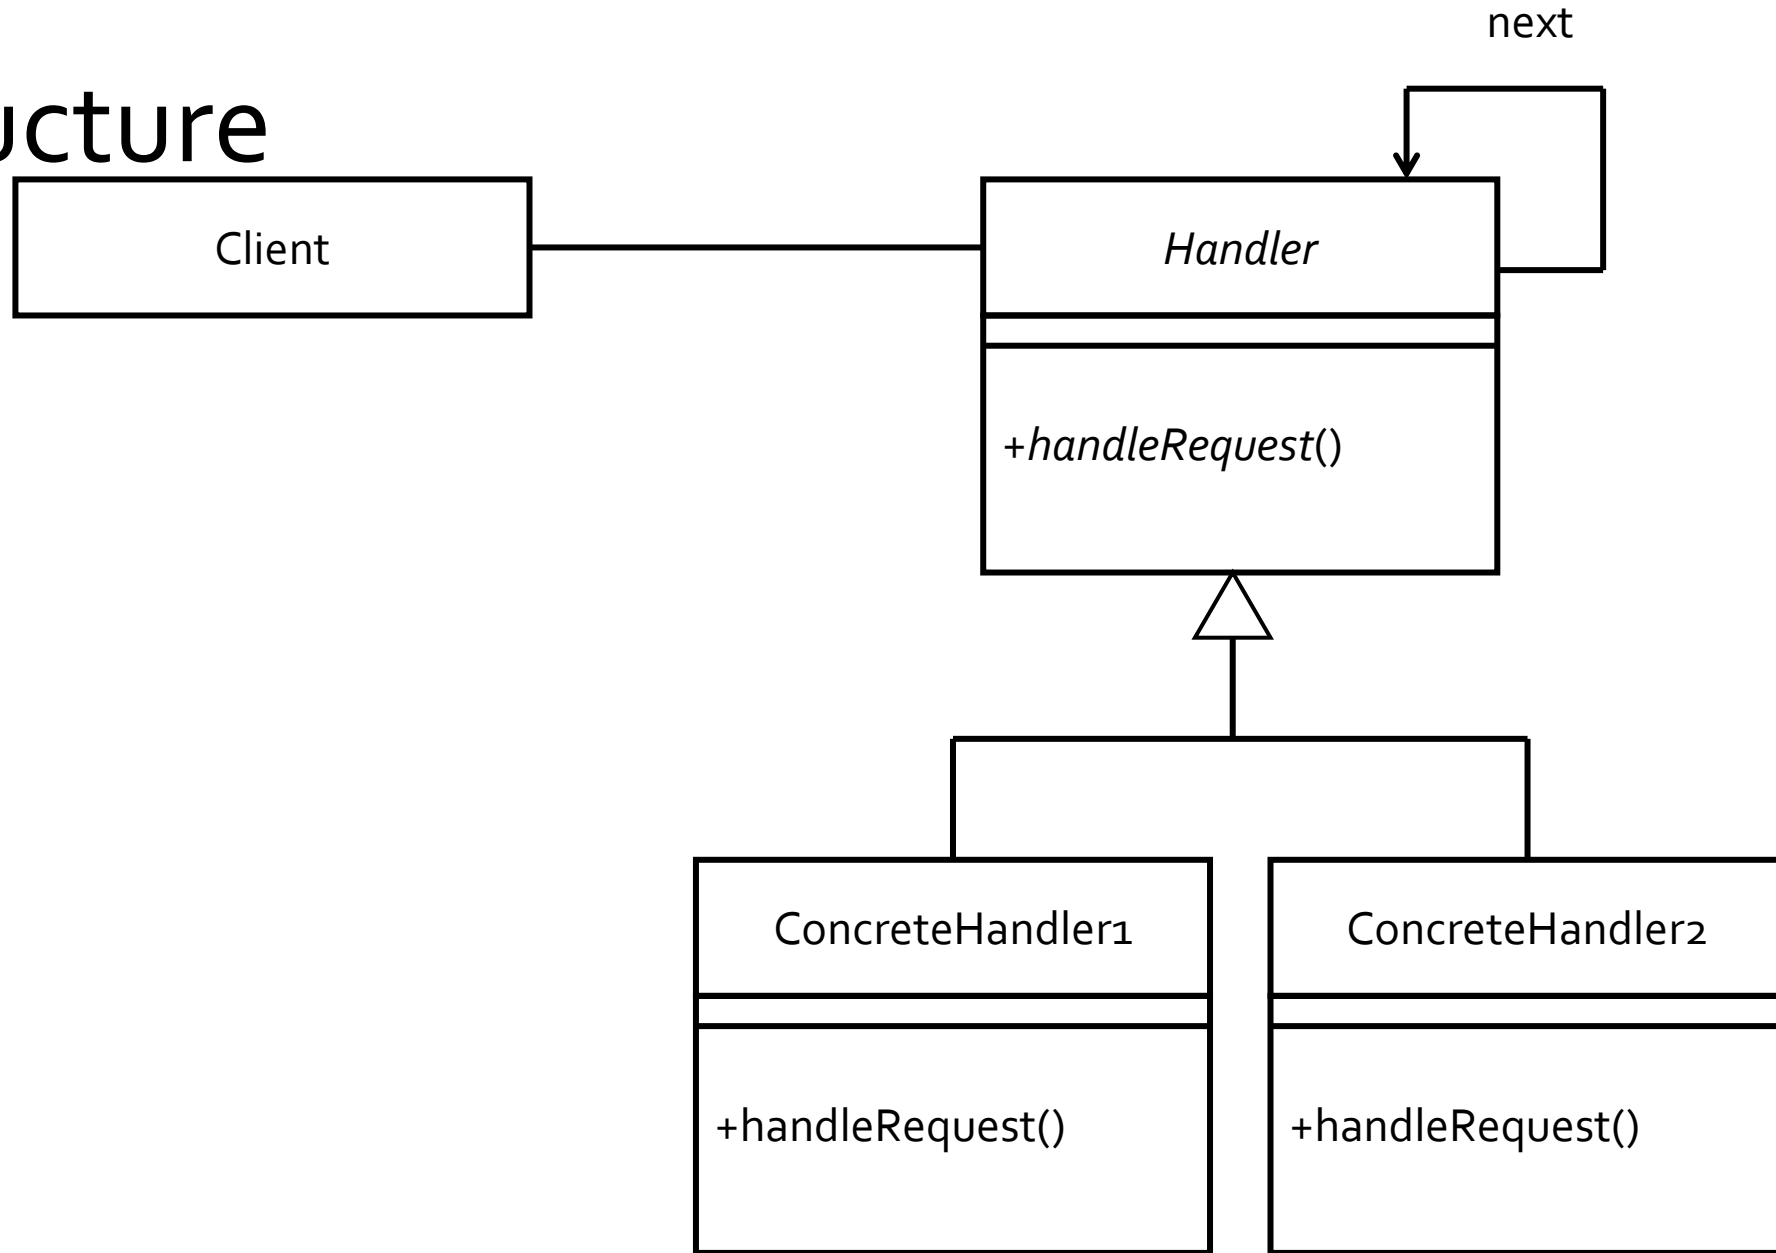 next
ucture
Client
Handler
+handleRequest()
ConcreteHandler1
ConcreteHandler2
+handleRequest()
+handleRequest()